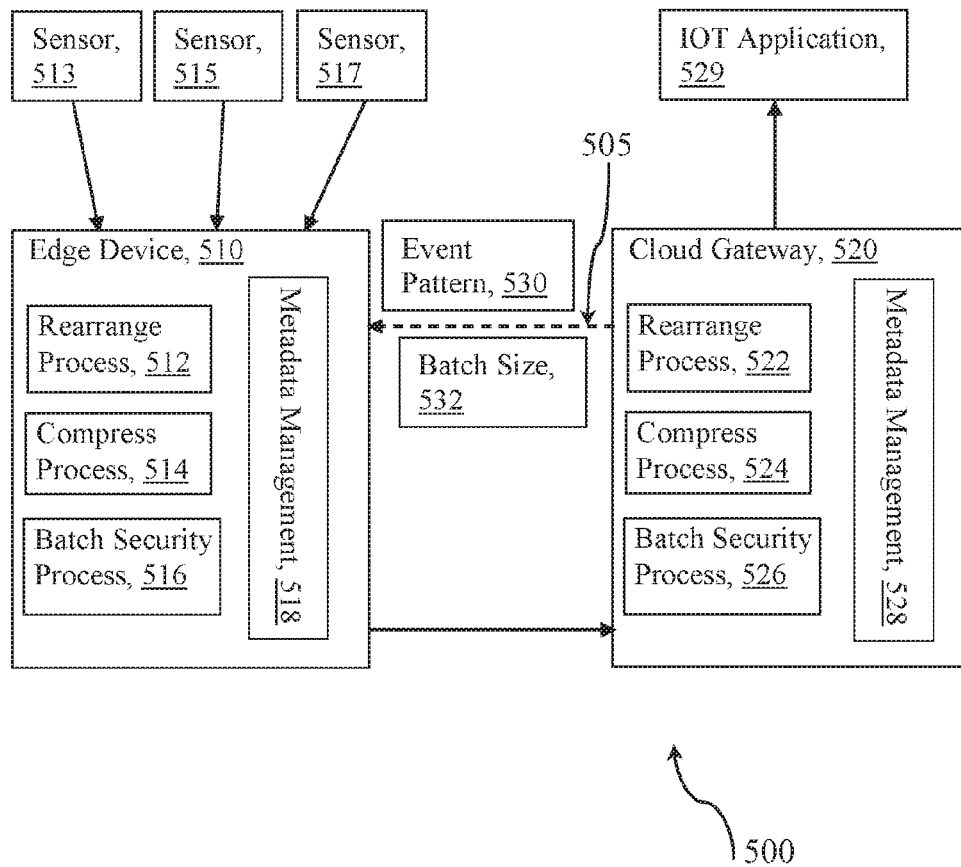 Sensor,
513
Sensor,
515
Sensor,
517
IOT Application,
529
505
Edge Device, 510
Rearrange
Process, 512
Compress
Process, 514
Batch Security
Process, 516
Metadata Management, 518
Event
Pattern, 530
Batch Size,
532
Cloud Gateway, 520
Rearrange
Process, 522
Compress
Process, 524
Batch Security
Process, 526
Metadata Management, 528
500